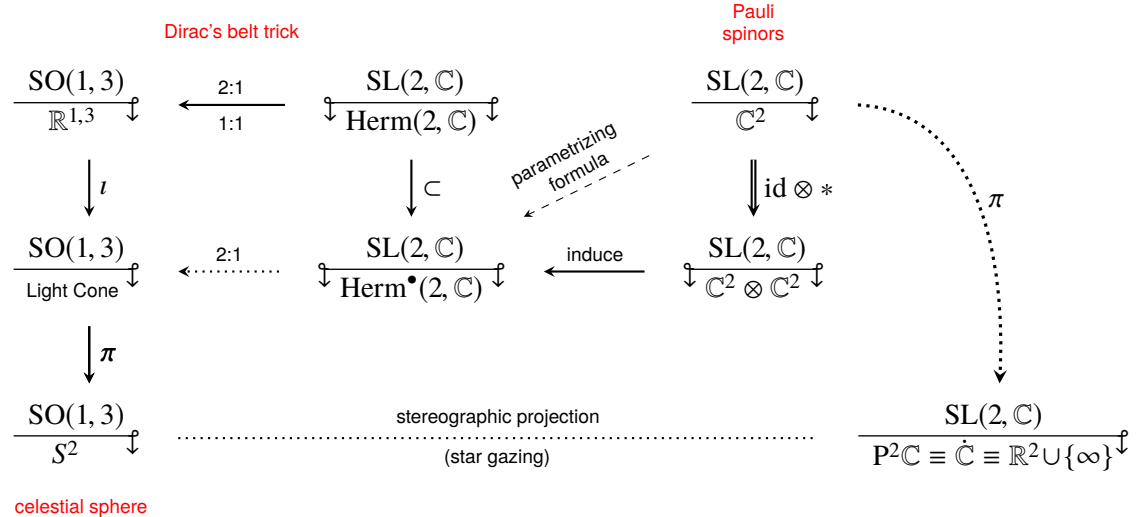 Pauli
Dirac's belt trick
spinors
SO(1, 3)
2:1
SL(2, ℂ)
SL(2, ℂ)
ℝ¹,³
1:1
Herm(2, ℂ)
ℂ²
parametrizing
formula
ι
⊂
id ⊗ ∗
π
SO(1, 3)
2:1
SL(2, ℂ)
induce
SL(2, ℂ)
Light Cone
Herm•(2, ℂ)
ℂ² ⊗ ℂ²
π
SO(1, 3)
stereographic projection
SL(2, ℂ)
S²
(star gazing)
P²ℂ ≡ Ċ ≡ ℝ² ∪{∞}
celestial sphere